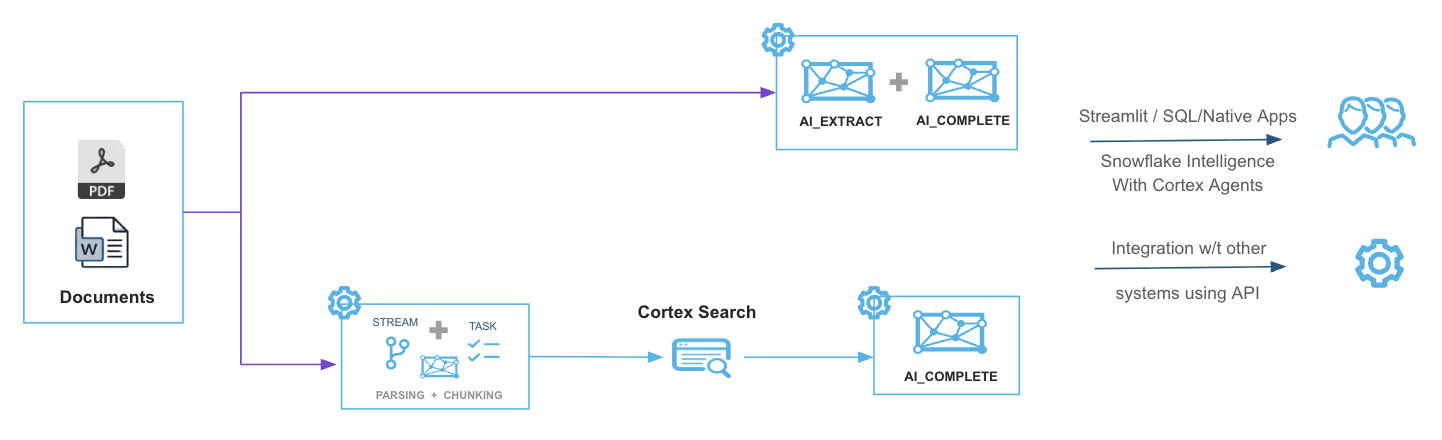 PDF
W
Documents
AI_EXTRACT
AI_COMPLETE
STREAM
TASK
PARSING + CHUNKING
Cortex Search
AI_COMPLETE
Streamlit / SQL/Native Apps
Snowflake Intelligence
With Cortex Agents
Integration w/t other
systems using API